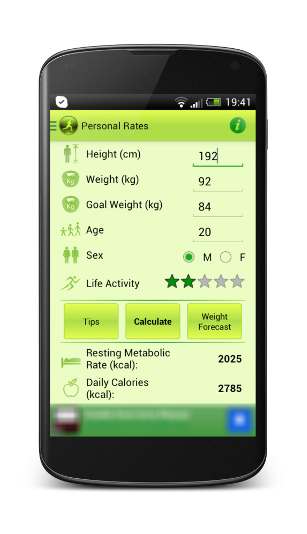 19:41
Personal Rates
Height (cm) 192
Weight (kg) 92
Goal Weight (kg) 84
Age 20
Sex M F
Life Activity
Tips Calculate Weight
Forecast
Resting Metabolic
Rate (kcal): 2025
Daily Calories
(kcal): 2785